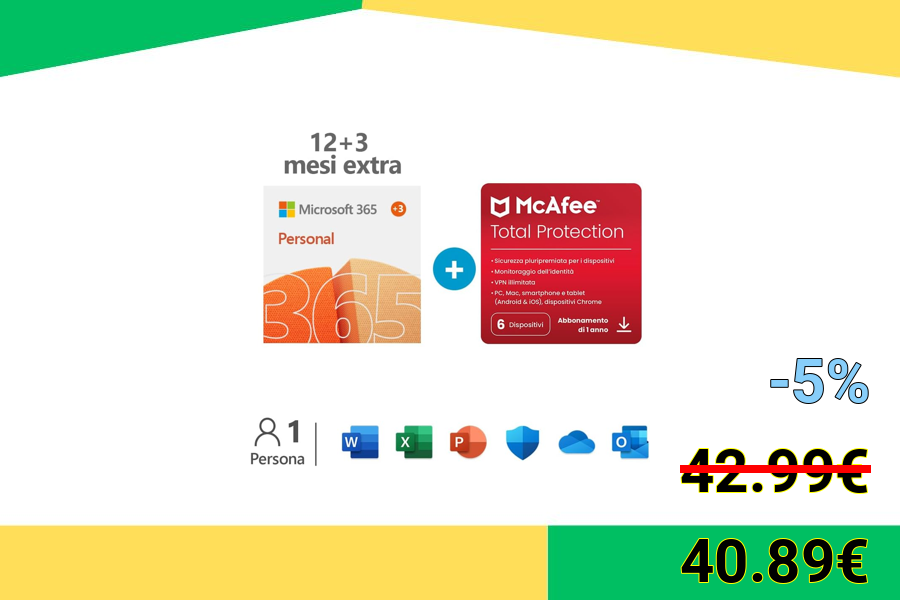 12+3
mesi extra
Microsoft 365 +3
Personal
365
+
McAfee™
Total Protection
• Sicurezza pluripremiata per i dispositivi
• Monitoraggio dell'identità
• VPN illimitata
• PC, Mac, smartphone e tablet
(Android & iOS), dispositivi Chrome
6 Dispositivi
Abbonamento
di 1 anno
1
Persona
W X P O
-5%
42.99€
40.89€